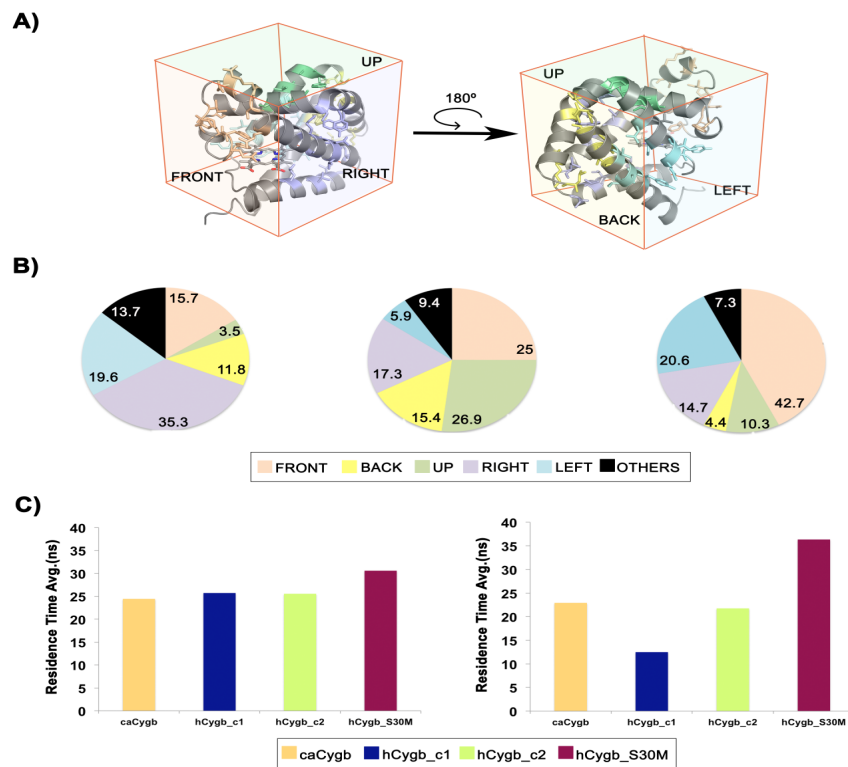 A)
UP
FRONT
RIGHT
180º
UP
BACK
LEFT
B)
15.7
3.5
11.8
35.3
19.6
13.7
25
26.9
15.4
17.3
5.9
9.4
42.7
10.3
4.4
14.7
20.6
7.3
FRONT BACK UP RIGHT LEFT OTHERS
C)
Residence Time Avg.(ns)
40
35
30
25
20
15
10
5
0
caCygb hCygb_c1 hCygb_c2 hCygb_S30M
Residence Time Avg.(ns)
40
35
30
25
20
15
10
5
0
caCygb hCygb_c1 hCygb_c2 hCygb_S30M
caCygb hCygb_c1 hCygb_c2 hCygb_S30M